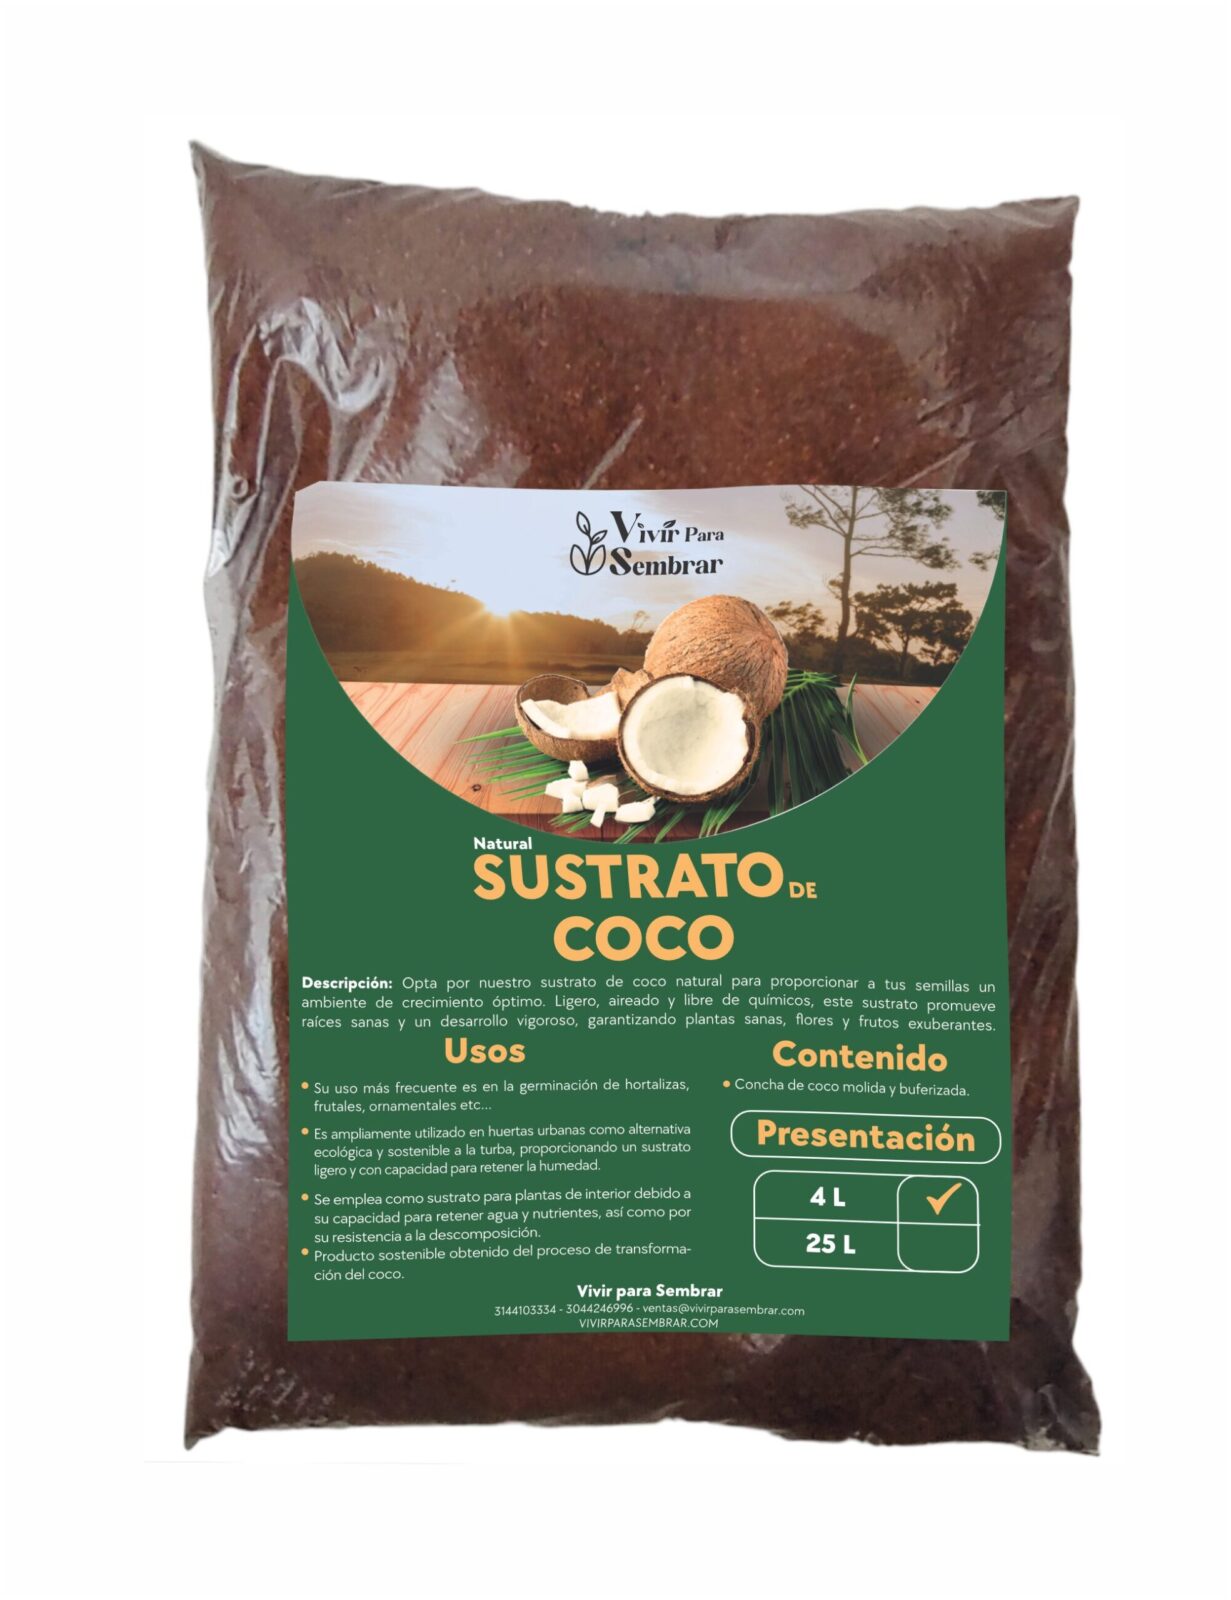 Vivir Para
Sembrar
Natural
SUSTRATO DE
COCO
Descripción: Opta por nuestro sustrato de coco natural para proporcionar a tus semillas un
ambiente de crecimiento óptimo. Ligero, aireado y libre de químicos, este sustrato promueve
raíces sanas y un desarrollo vigoroso, garantizando plantas sanas, flores y frutos exuberantes.
Usos
Su uso más frecuente es en la germinación de hortalizas,
frutales, ornamentales etc...
Es ampliamente utilizado en huertas urbanas como alternativa
ecológica y sostenible a la turba, proporcionando un sustrato
ligero y con capacidad para retener la humedad.
Se emplea como sustrato para plantas de interior debido a
su capacidad para retener agua y nutrientes, así como por
su resistencia a la descomposición.
Producto sostenible obtenido del proceso de transforma-
ción del coco.
Contenido
Concha de coco molida y buferizada.
Presentación
4 L ✓
25 L
Vivir para Sembrar
3144103334 - 3044246996 - ventas@vivirparasembrar.com
VIVIRPARASEMBRAR.COM